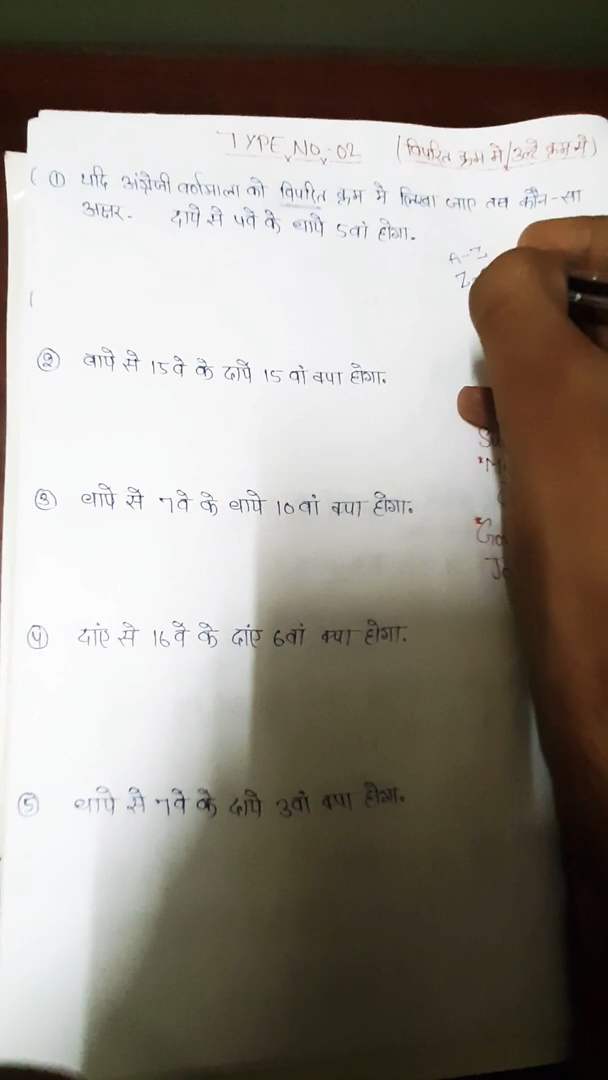 TYPE NO:-02 (विपरित क्रम मे/उल्टे क्रम से)
( ① यदि अंग्रेजी वर्णमाला को विपरित क्रम मे लिखा जाए तब कौन-सा
अक्षर. दाये से 4वे के बाये 5वां होगा.
A-Z
Z-
② बाये से 15वे के दाये 15 वां क्या होगा.
③ बाये से 7वे के बाये 10वां क्या होगा.
④ दांए से 16वे के दांए 6वां क्या होगा.
⑤ बाये से 7वे के दाये 3वां क्या होगा.